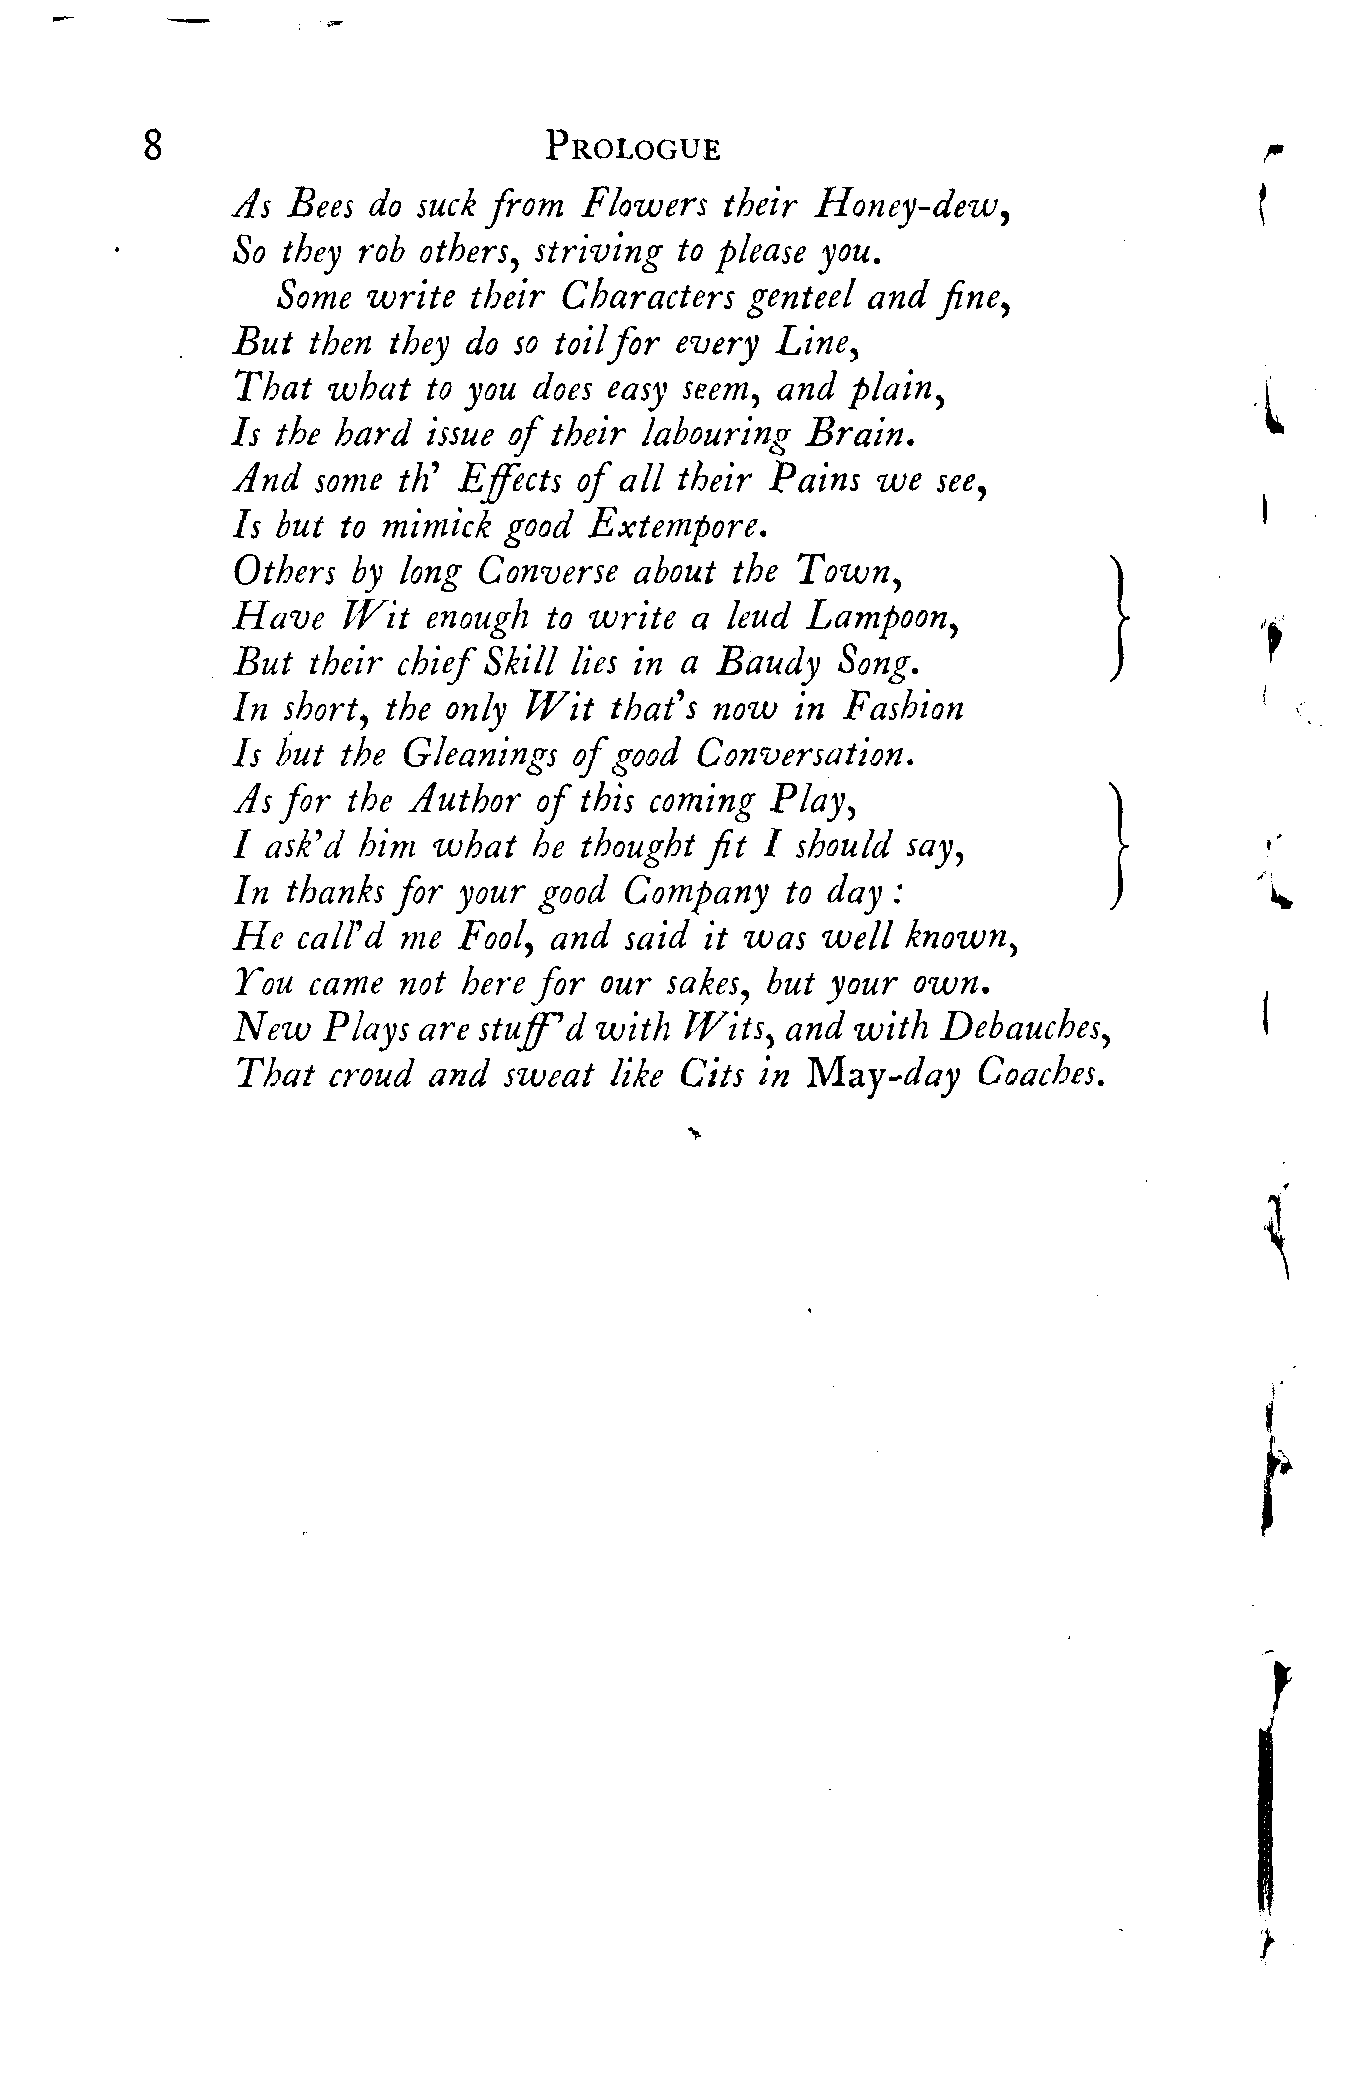 8 PROLOGUE
As Bees do suck from Flowers their Honey-dew,
So they rob others, striving to please you.
Some write their Characters genteel and fine,
But then they do so toil for every Line,
That what to you does easy seem, and plain,
Is the hard issue of their labouring Brain.
And some th' Effects of all their Pains we see,
Is but to mimick good Extempore.
Others by long Converse about the Town,
Have Wit enough to write a leud Lampoon,
But their chief Skill lies in a Baudy Song.
In short, the only Wit that's now in Fashion
Is but the Gleanings of good Conversation.
As for the Author of this coming Play,
I ask'd him what he thought fit I should say,
In thanks for your good Company to day :
He call'd me Fool, and said it was well known,
You came not here for our sakes, but your own.
New Plays are stuff'd with Wits, and with Debauches,
That croud and sweat like Cits in May-day Coaches.